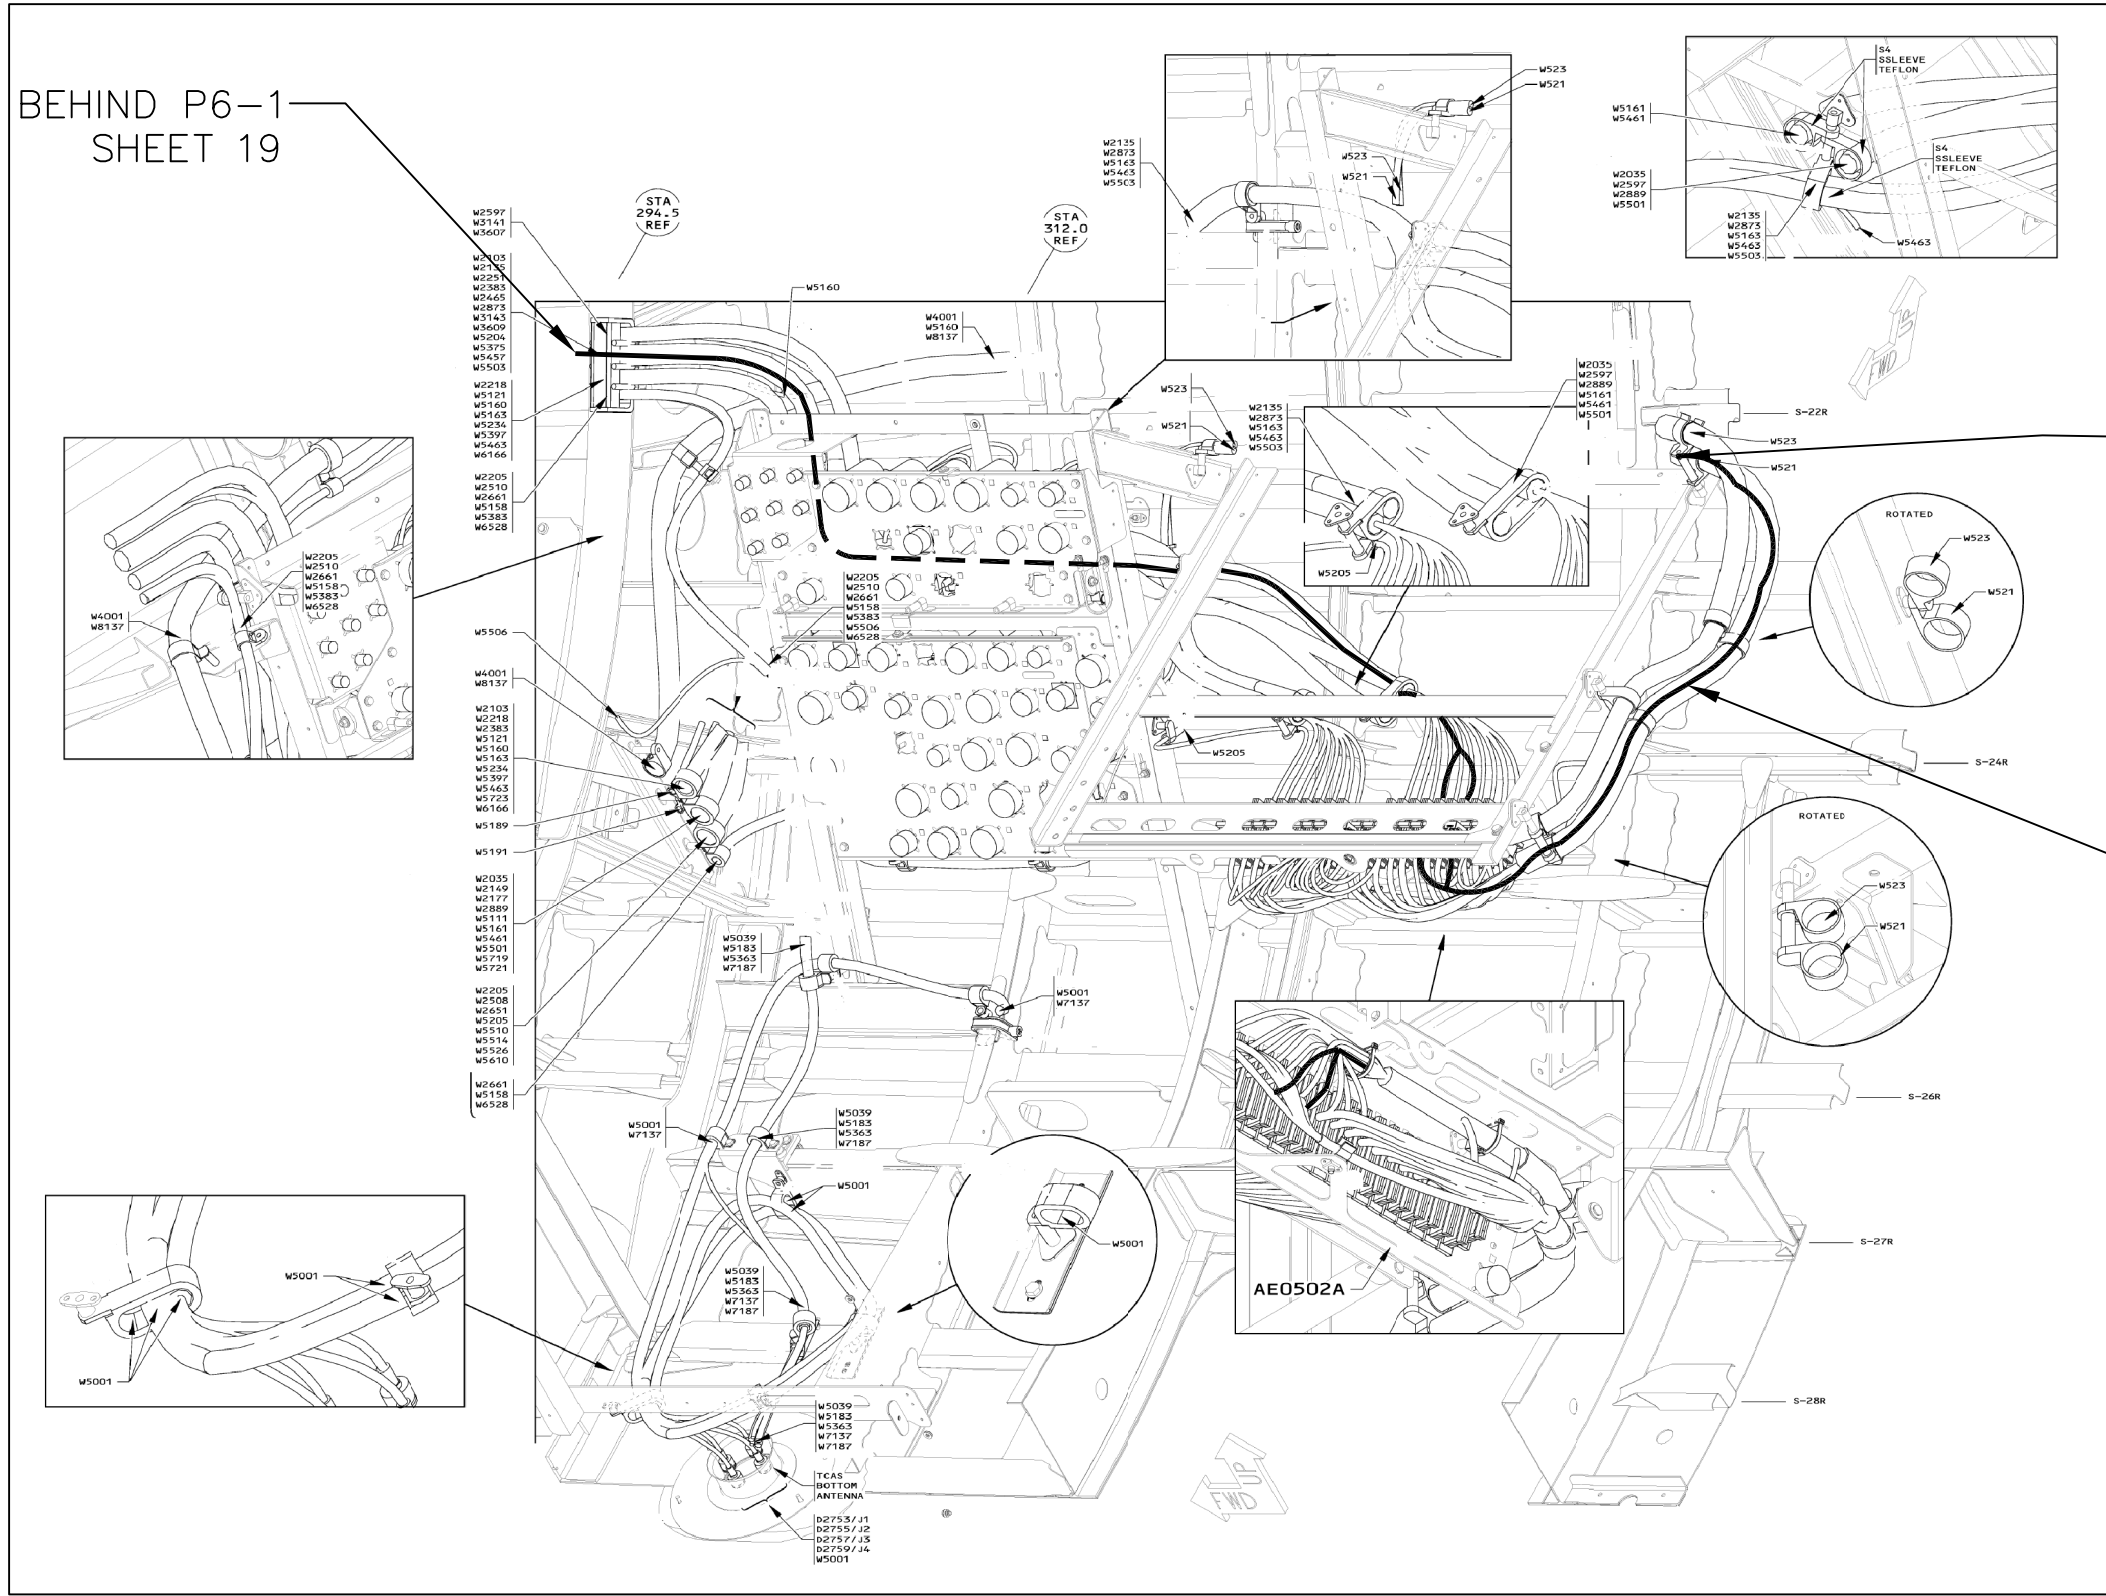 BEHIND P6-1
SHEET 19
STA
294.5
REF
STA
312.0
REF
W2597
W3141
W3607
W2103
W2135
W2251
W2383
W2465
W2873
W3143
W3609
W5204
W5375
W5457
W5503
W2218
W5121
W5160
W5163
W5234
W5397
W5463
W6166
W2205
W2510
W2661
W5158
W5383
W6528
W5160
W4001
W5160
W8137
W2135
W2873
W5163
W5463
W5503
W523
W521
W523
W521
S4
SSLEEVE
TEFLON
W5161
W5461
S4
SSLEEVE
TEFLON
W2035
W2597
W2889
W5501
W2135
W2873
W5163
W5463
W5503
W5463
UP
FWD
W523
W521
W2135
W2873
W5163
W5463
W5503
W2035
W2597
W2889
W5161
W5461
W5501
W5205
S-22R
W523
W521
ROTATED
W523
W521
W2205
W2510
W2661
W5158
W5383
W6528
W4001
W8137
W2205
W2510
W2661
W5158
W5383
W5506
W6528
W5506
W4001
W8137
W2103
W2218
W2383
W5121
W5160
W5163
W5234
W5397
W5463
W5723
W6166
W5189
W5191
W2035
W2149
W2177
W2889
W5111
W5161
W5461
W5501
W5719
W5721
W2205
W2508
W2651
W5205
W5510
W5514
W5526
W5610
W2661
W5158
W6528
W5205
S-24R
ROTATED
W523
W521
W5039
W5183
W5363
W7187
W5001
W7137
W5001
W7137
W5039
W5183
W5363
W7187
W5001
W5001
W5039
W5183
W5363
W7137
W7187
AE0502A
S-26R
S-27R
S-28R
W5001
W5001
W5039
W5183
W5363
W7137
W7187
TCAS
BOTTOM
ANTENNA
D2753/J1
D2755/J2
D2757/J3
D2759/J4
W5001
UP
FWD